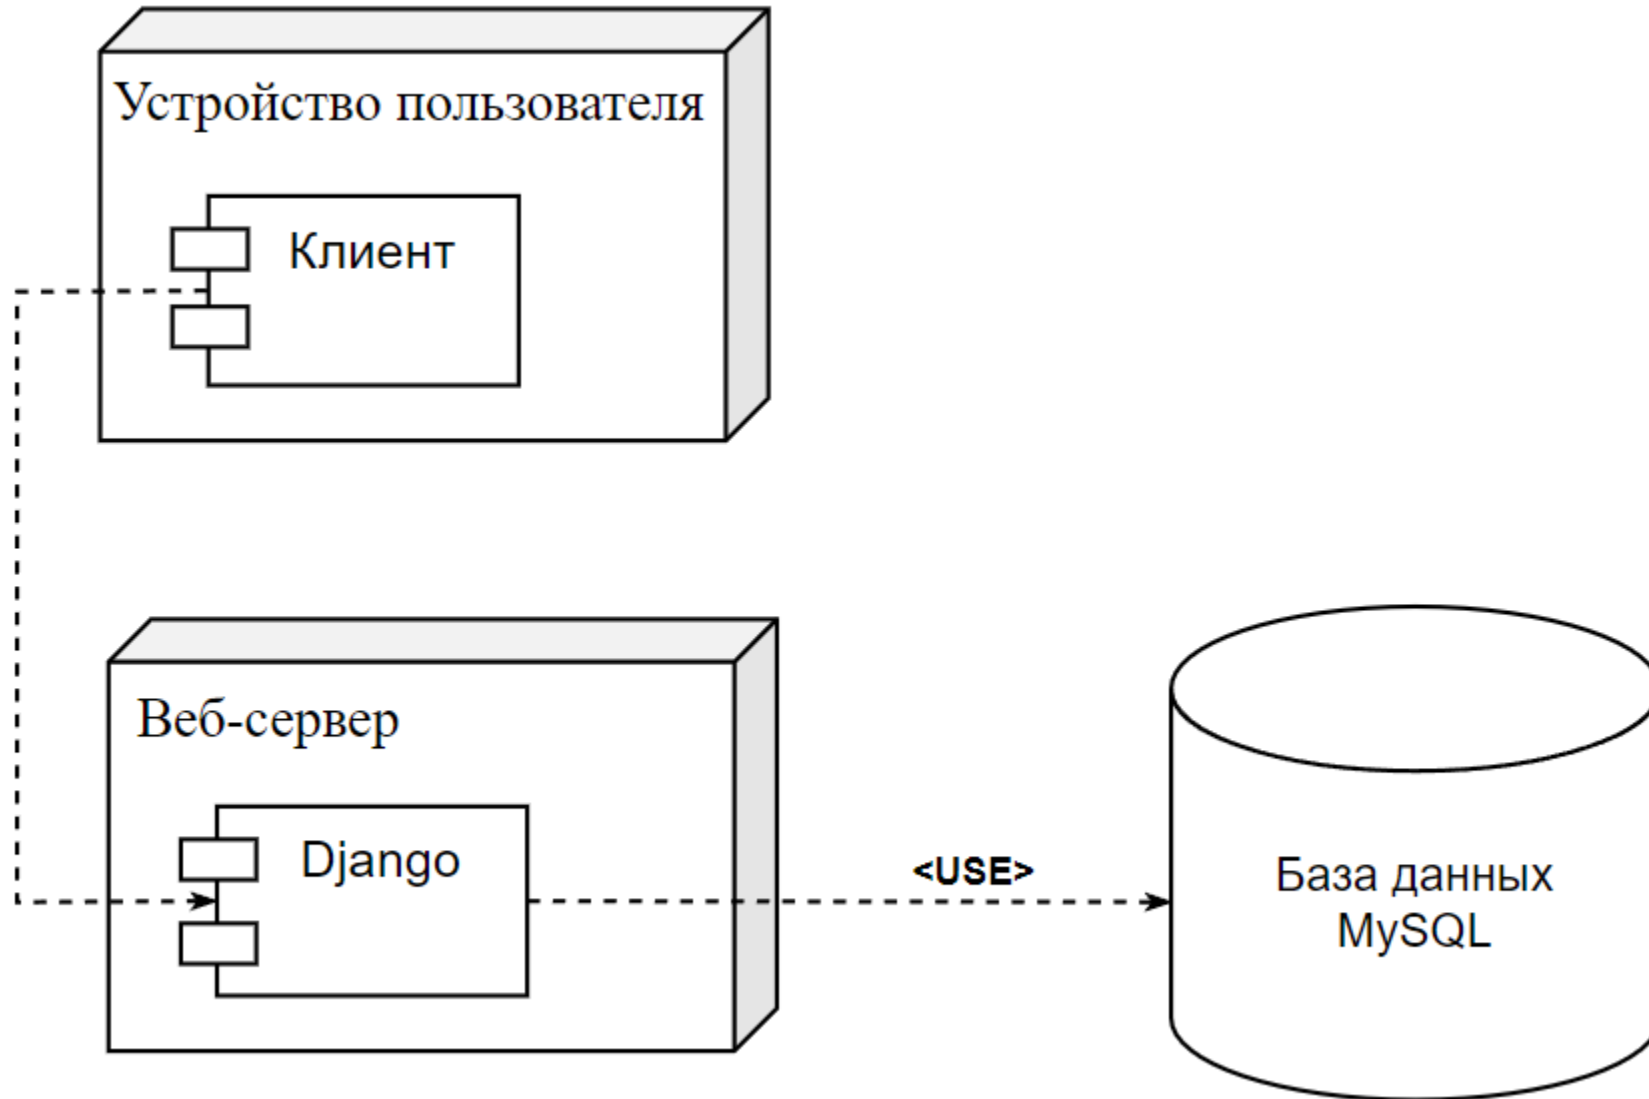 Устройство пользователя
Клиент
Веб-сервер
Django
<USE>
База данных
MySQL